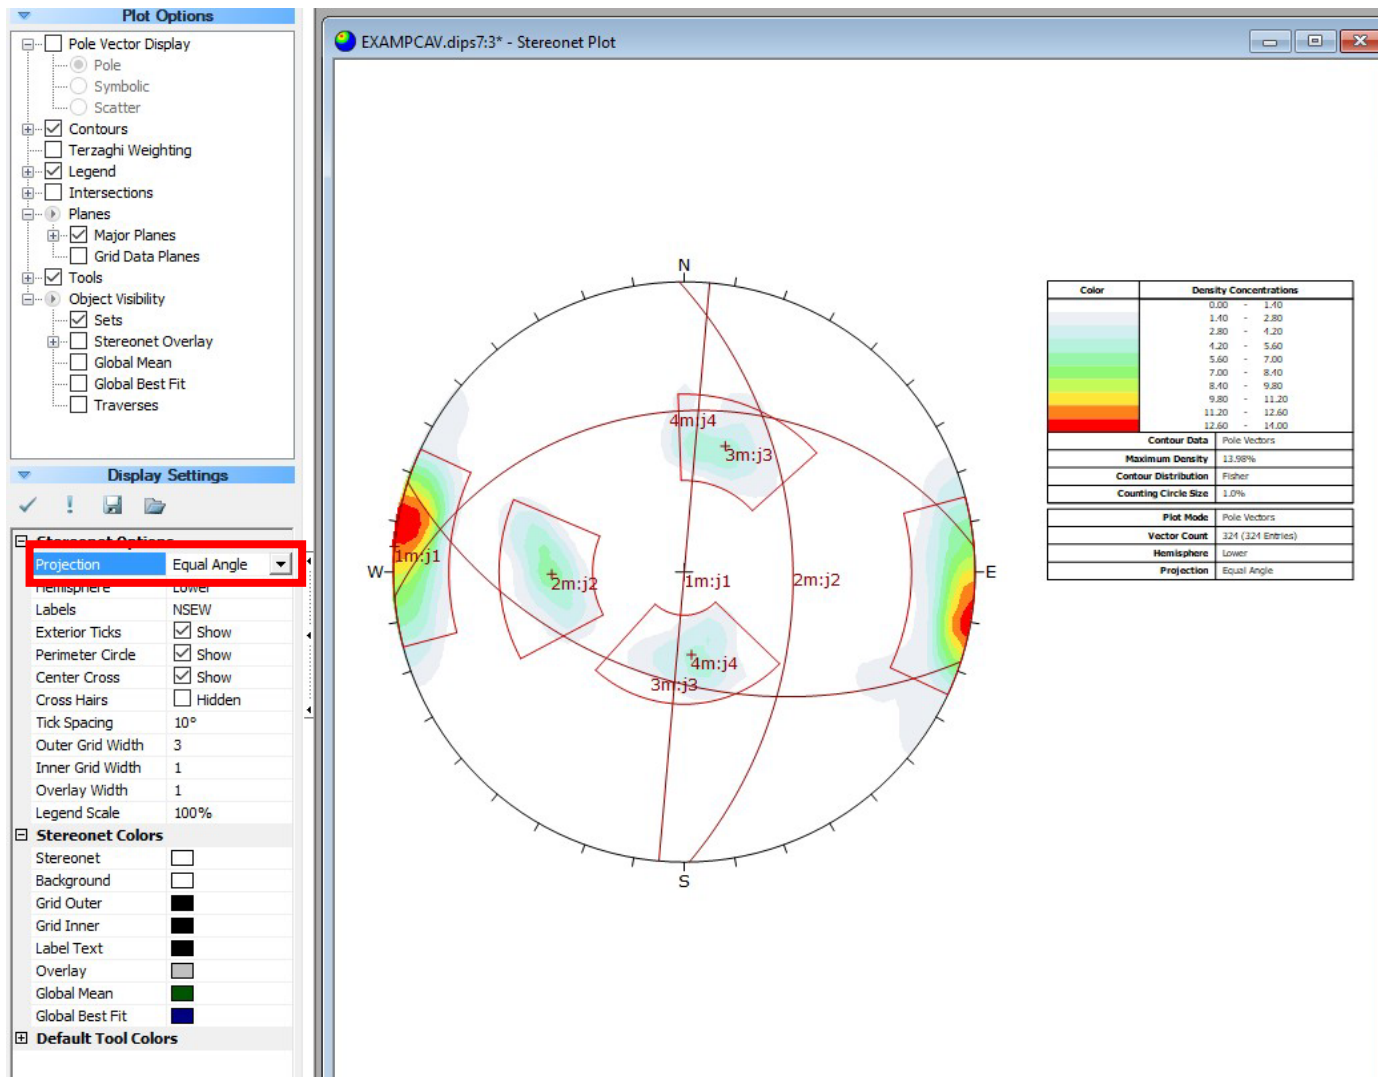 Plot Options
Pole Vector Display
Pole
Symbolic
Scatter
Contours
Terzaghi Weighting
Legend
Intersections
Planes
Major Planes
Grid Data Planes
Tools
Object Visibility
Sets
Stereonet Overlay
Global Mean
Global Best Fit
Traverses
Display Settings
Stereonet Options
Projection Equal Angle
Hemisphere Lower
Labels NSEW
Exterior Ticks Show
Perimeter Circle Show
Center Cross Show
Cross Hairs Hidden
Tick Spacing 10°
Outer Grid Width 3
Inner Grid Width 1
Overlay Width 1
Legend Scale 100%
Stereonet Colors
Stereonet
Background
Grid Outer
Grid Inner
Label Text
Overlay
Global Mean
Global Best Fit
Default Tool Colors
EXAMPCAV.dips7:3* - Stereonet Plot
N
4m:j4
3m:j3
1m:j1
W
2m:j2
1m:j1
2m:j2
E
4m:j4
3m:j3
S
Color Density Concentrations
0.00 - 1.40
1.40 - 2.80
2.80 - 4.20
4.20 - 5.60
5.60 - 7.00
7.00 - 8.40
8.40 - 9.80
9.80 - 11.20
11.20 - 12.60
12.60 - 14.00
Contour Data Pole Vectors
Maximum Density 13.98%
Contour Distribution Fisher
Counting Circle Size 1.0%
Plot Mode Pole Vectors
Vector Count 324 (324 Entries)
Hemisphere Lower
Projection Equal Angle